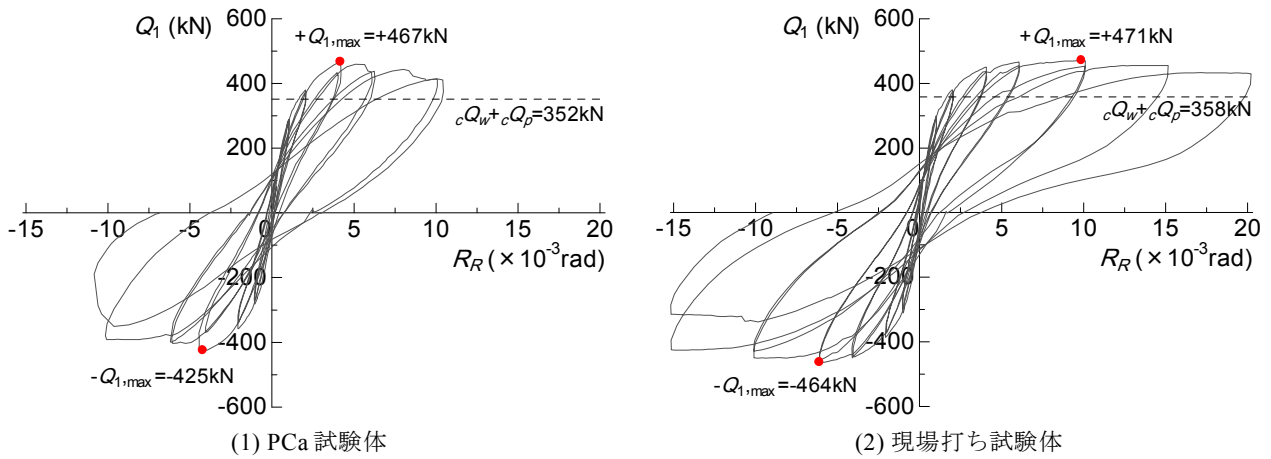 Q₁ (kN)
600
+Q₁,max=+467kN
400
cQw+cQp=352kN
200
-15 -10 -5 0 5 10 15 20
R_R (×10⁻³rad)
-200
-400
-Q₁,max=-425kN
-600
(1) PCa 試験体
Q₁ (kN)
600
+Q₁,max=+471kN
400
cQw+cQp=358kN
200
-15 -10 -5 0 5 10 15 20
R_R (×10⁻³rad)
-200
-400
-Q₁,max=-464kN
-600
(2) 現場打ち試験体